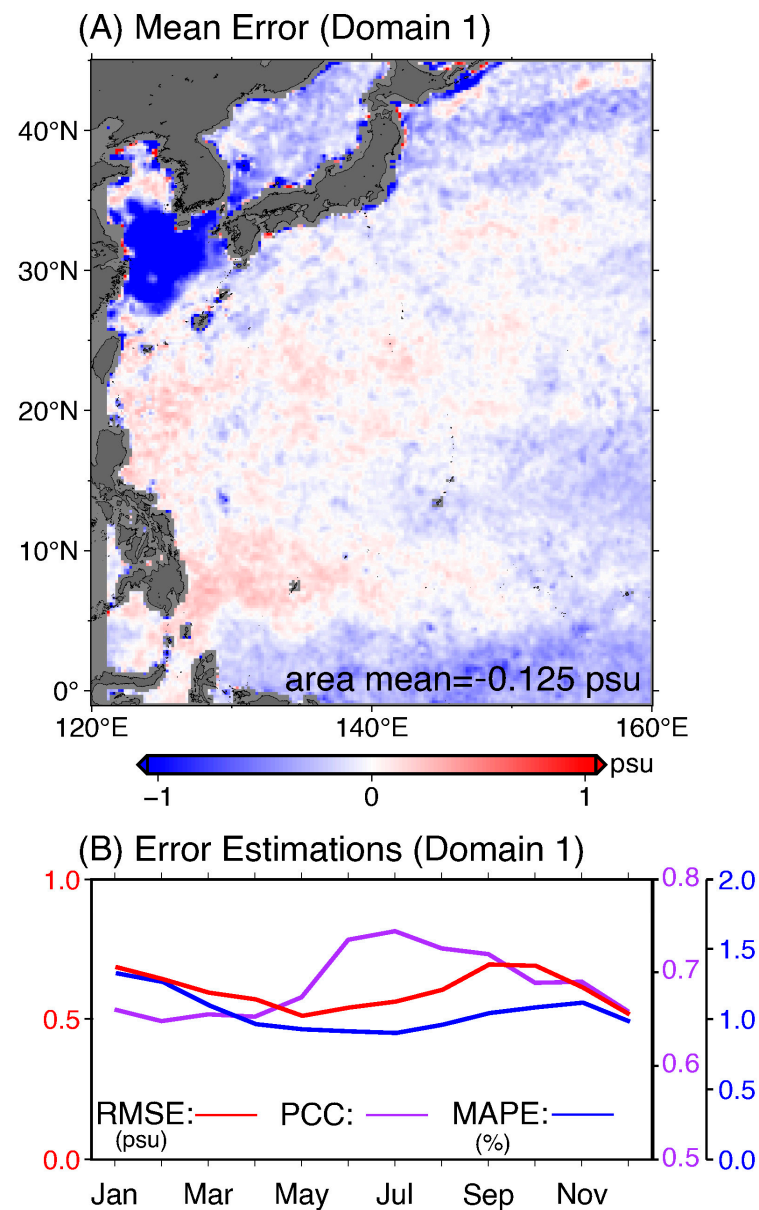 (A) Mean Error (Domain 1)
40°N
30°N
20°N
10°N
0°
area mean=-0.125 psu
120°E 140°E 160°E
psu
−1 0 1
(B) Error Estimations (Domain 1)
1.0 0.8 2.0
0.7 1.5
0.5 1.0
0.6 0.5
RMSE: PCC: MAPE:
(psu) (%)
0.0 0.5 0.0
Jan Mar May Jul Sep Nov